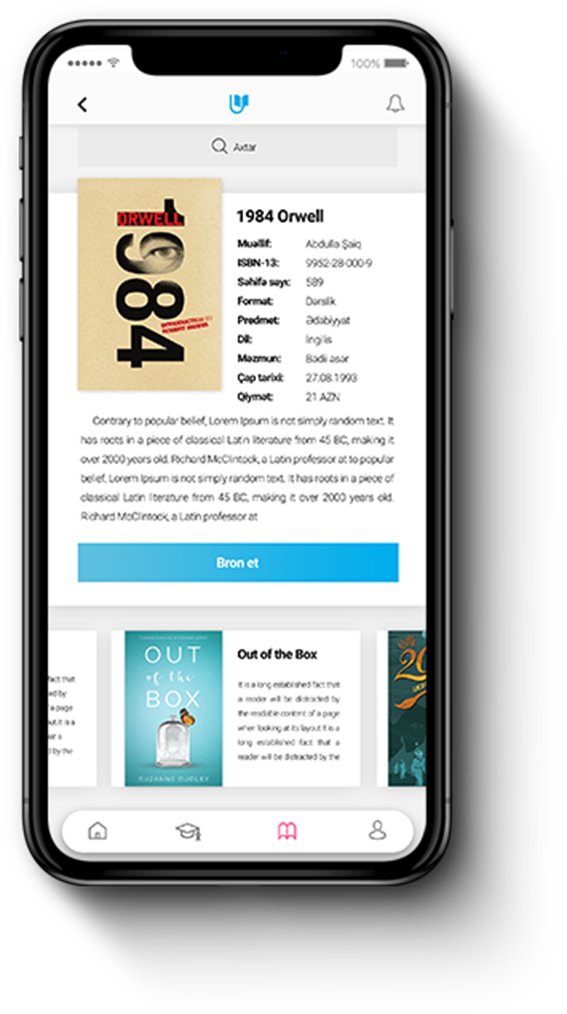 100%
Axtar
ORWELL
1984
INTRODUCTION BY
1984 Orwell
Muəllif: Abdulla Şaiq
ISBN-13: 9952-28-000-9
Səhifə sayı: 589
Format: Dərslik
Predmet: Ədəbiyyat
Dil: İngilis
Məzmun: Bədii əsər
Çap tarixi: 27.08.1993
Qiymət: 21 AZN
Contrary to popular belief, Lorem Ipsum is not simply random text. It
has roots in a piece of classical Latin literature from 45 BC, making it
over 2000 years old. Richard McClintock, a Latin professor at to popular
belief, Lorem Ipsum is not simply random text. It has roots in a piece of
classical Latin literature from 45 BC, making it over 2000 years old.
Richard McClintock, a Latin professor at
Bron et
fact that
ed by
a page
out. It is a
hat a
d by the
OUT
of the
BOX
SUZANNE DUDLEY
Out of the Box
It is a long established fact that
a reader will be distracted by
the readable content of a page
when looking at its layout. It is a
long established fact that a
reader will be distracted by the
20